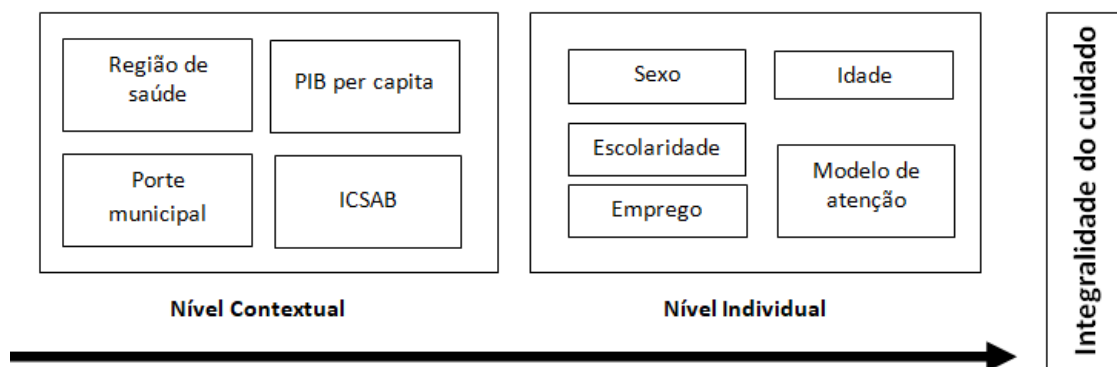 Região de
saúde
PIB per capita
Porte
municipal
ICSAB
Nível Contextual
Sexo
Idade
Escolaridade
Emprego
Modelo de
atenção
Nível Individual
Integralidade do cuidado